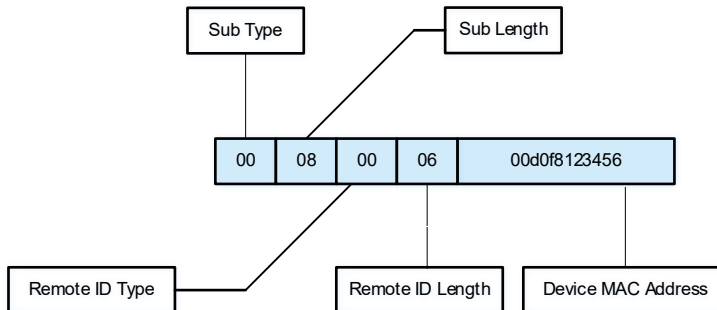 Sub Type
Sub Length
00 08 00 06 00d0f8123456
Remote ID Type
Remote ID Length
Device MAC Address